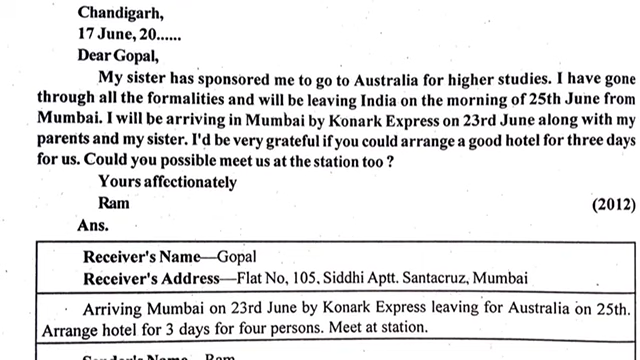 Chandigarh,
17 June, 20......
Dear Gopal,
My sister has sponsored me to go to Australia for higher studies. I have gone
through all the formalities and will be leaving India on the morning of 25th June from
Mumbai. I will be arriving in Mumbai by Konark Express on 23rd June along with my
parents and my sister. I'd be very grateful if you could arrange a good hotel for three days
for us. Could you possible meet us at the station too ?
Yours affectionately
Ram (2012)
Ans.
Receiver's Name—Gopal
Receiver's Address—Flat No, 105, Siddhi Aptt. Santacruz, Mumbai
Arriving Mumbai on 23rd June by Konark Express leaving for Australia on 25th.
Arrange hotel for 3 days for four persons. Meet at station.
Sender's Name Ram